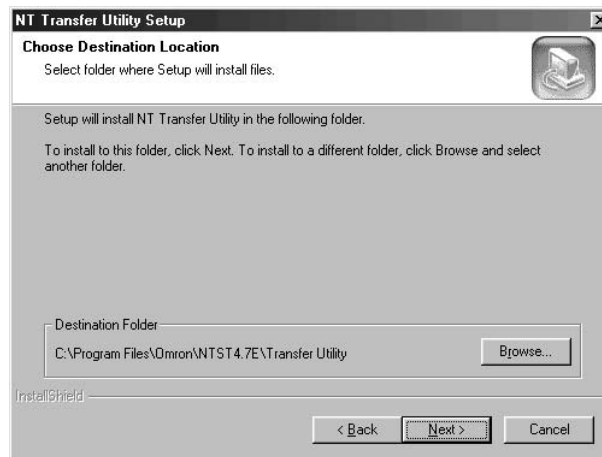 NT Transfer Utility Setup
Choose Destination Location
Select folder where Setup will install files.
Setup will install NT Transfer Utility in the following folder.
To install to this folder, click Next. To install to a different folder, click Browse and select
another folder.
Destination Folder
C:\Program Files\Omron\NTST4.7E\Transfer Utility
Browse...
InstallShield
< Back
Next >
Cancel